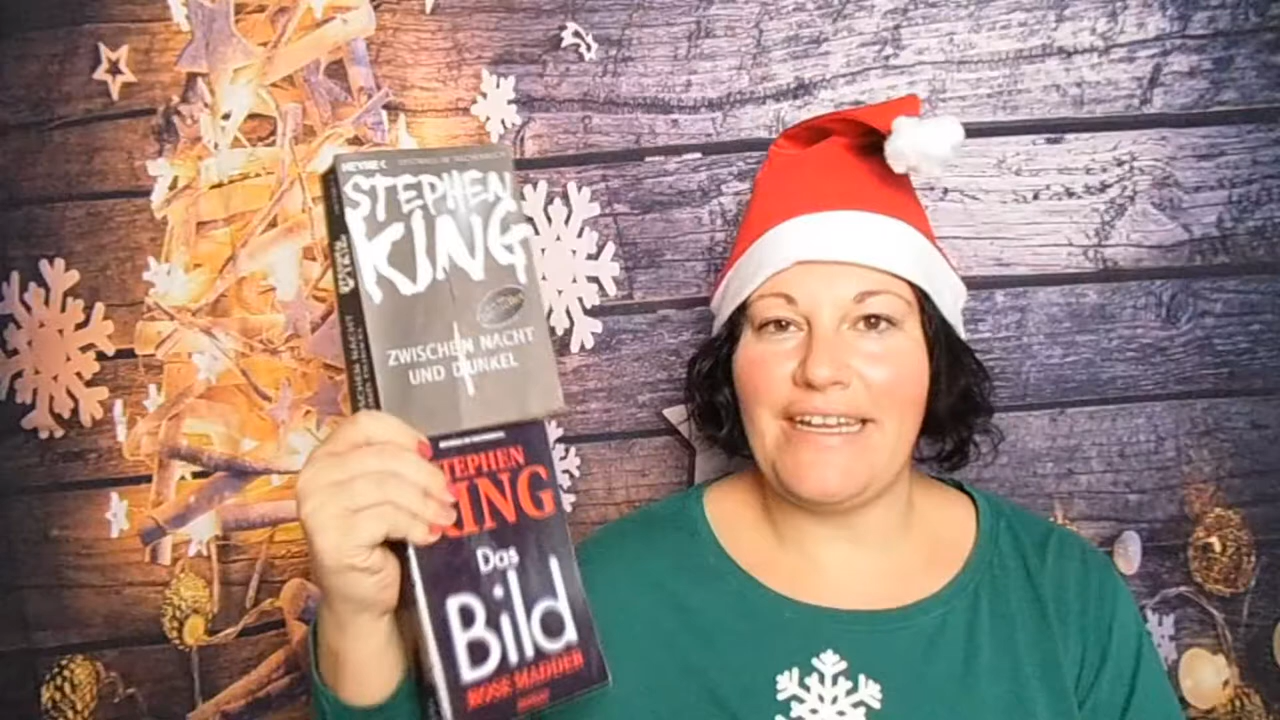 HEYNE <
STEPHEN
KING
ZWISCHEN NACHT
UND DUNKEL
STEPHEN
KING
Das
Bild
ROSE MADDER